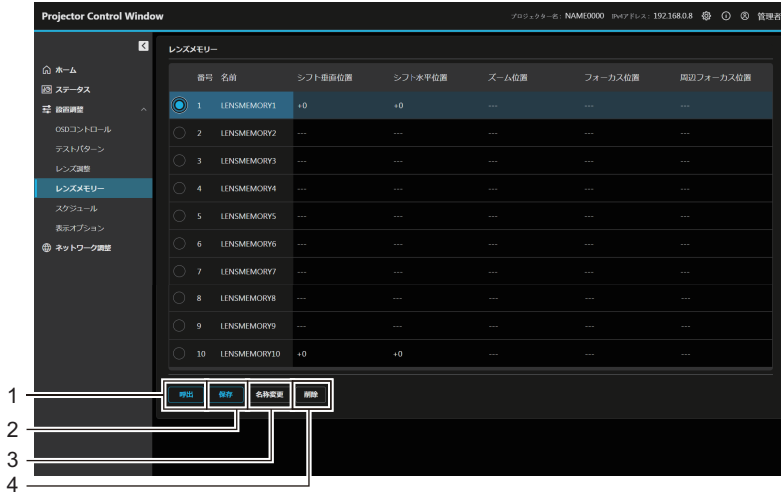 Projector Control Window プロジェクター名: NAME0000 IPv4アドレス: 192.168.0.8 管理者
ホーム
ステータス
設置調整
OSDコントロール
テストパターン
レンズ調整
レンズメモリー
スケジュール
表示オプション
ネットワーク調整
レンズメモリー
番号 名前 シフト垂直位置 シフト水平位置 ズーム位置 フォーカス位置 周辺フォーカス位置
1 LENSMEMORY1 +0 +0 --- --- ---
2 LENSMEMORY2 --- --- --- --- ---
3 LENSMEMORY3 --- --- --- --- ---
4 LENSMEMORY4 --- --- --- --- ---
5 LENSMEMORY5 --- --- --- --- ---
6 LENSMEMORY6 --- --- --- --- ---
7 LENSMEMORY7 --- --- --- --- ---
8 LENSMEMORY8 --- --- --- --- ---
9 LENSMEMORY9 --- --- --- --- ---
10 LENSMEMORY10 +0 +0 --- --- ---
呼出 保存 名称変更 削除
1
2
3
4